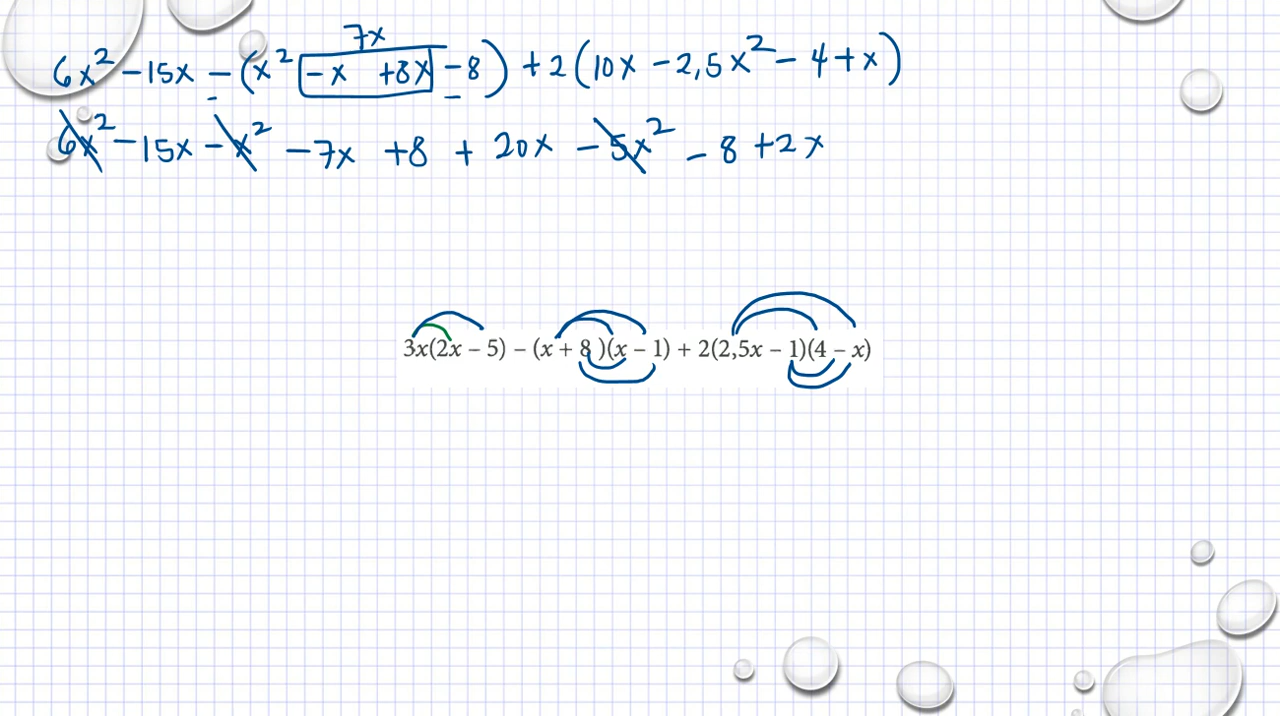 7x
6x² - 15x - (x² - x + 8x - 8) + 2(10x - 2,5x² - 4 + x)
6x² - 15x - x² - 7x + 8 + 20x - 5x² - 8 + 2x
3x(2x − 5) − (x + 8 )(x − 1) + 2(2,5x − 1)(4 − x)